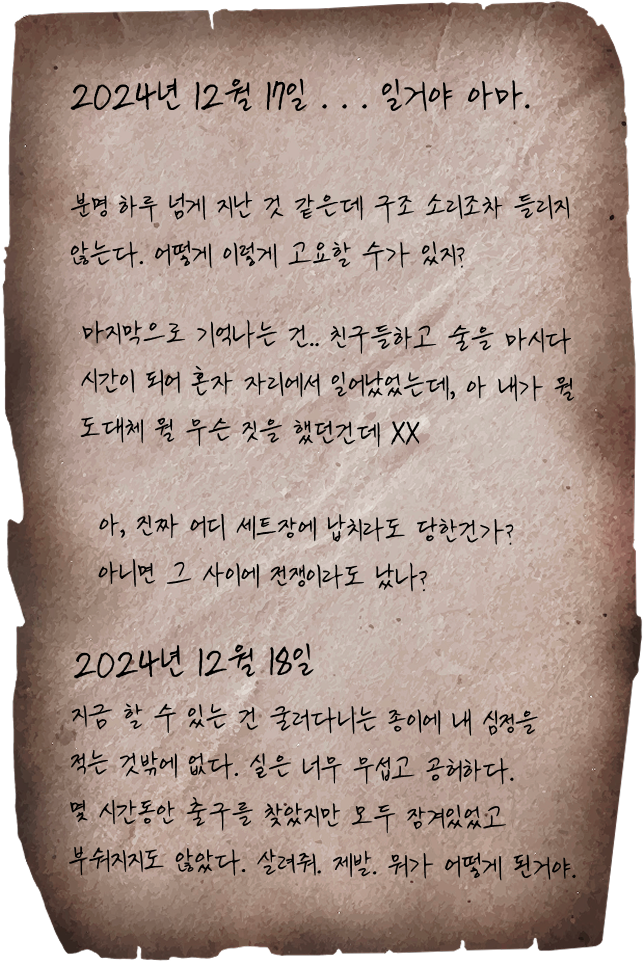 2024년 12월 17일 . . . 일거야 아마.
분명 하루 넘게 지난 것 같은데 구조 소리조차 들리지
않는다. 어떻게 이렇게 고요할 수가 있지?
마지막으로 기억나는 건.. 친구들하고 술을 마시다
시간이 되어 혼자 자리에서 일어났었는데, 아 내가 뭘
도대체 뭘 무슨 짓을 했던건데 XX
아, 진짜 어디 세트장에 납치라도 당한건가?
아니면 그 사이에 전쟁이라도 났나?
2024년 12월 18일
지금 할 수 있는 건 굴러다니는 종이에 내 심정을
적는 것밖에 없다. 실은 너무 무섭고 공허하다.
몇 시간동안 출구를 찾았지만 모두 잠겨있었고
부숴지지도 않았다. 살려줘. 제발. 뭐가 어떻게 된거야.